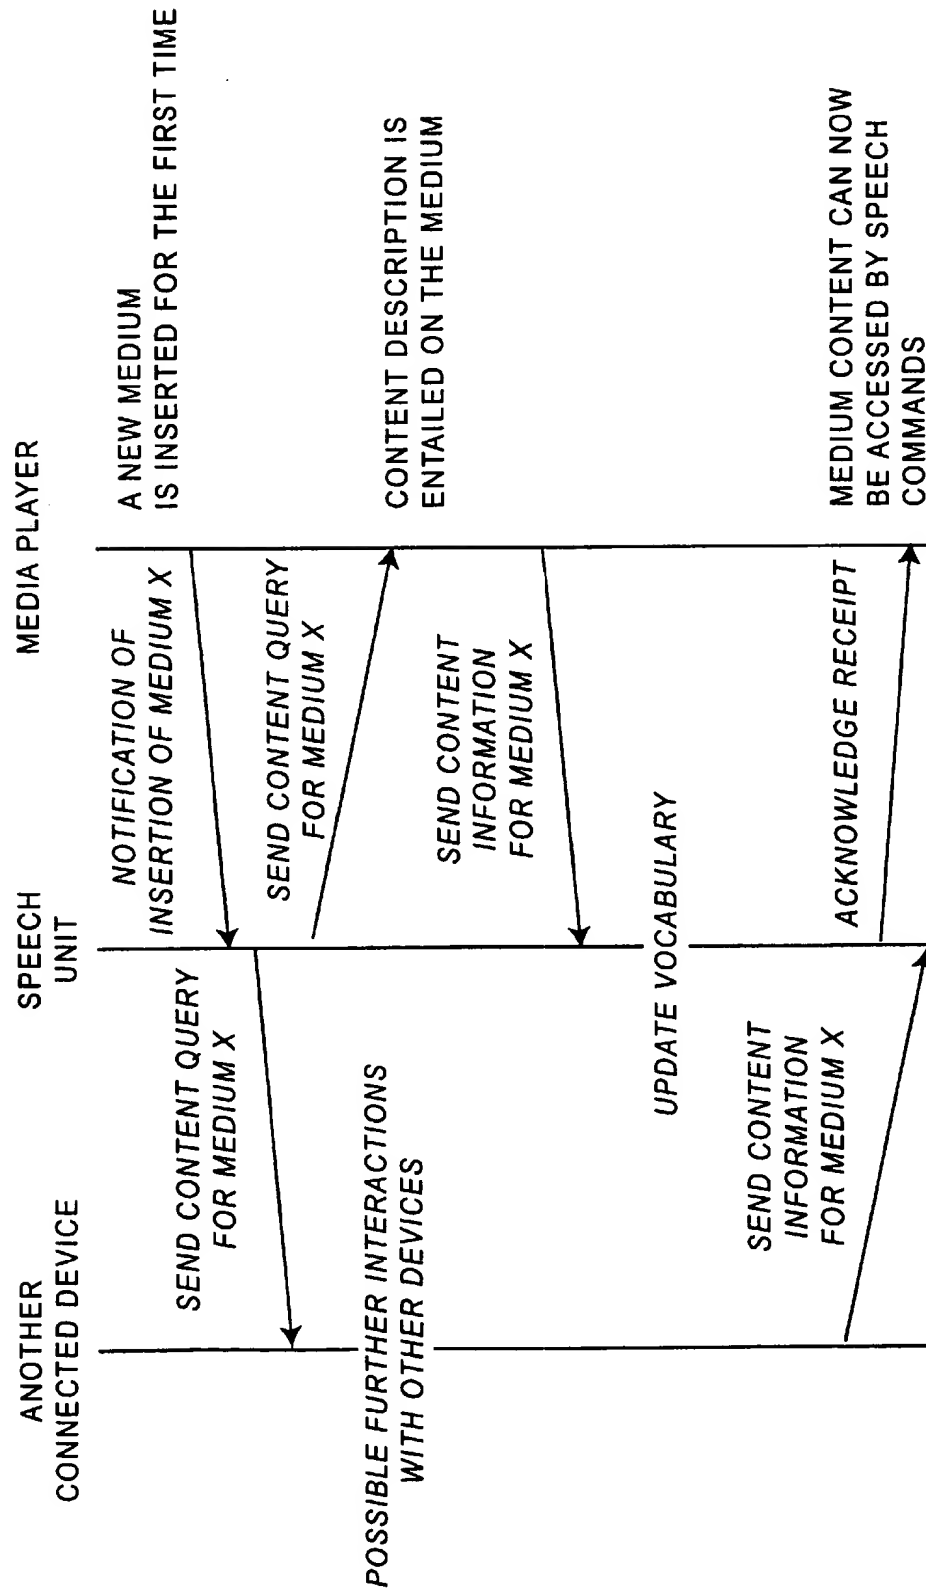 ANOTHER
CONNECTED DEVICE
SPEECH
UNIT
MEDIA PLAYER
A NEW MEDIUM
IS INSERTED FOR THE FIRST TIME
NOTIFICATION OF
INSERTION OF MEDIUM X
SEND CONTENT QUERY
FOR MEDIUM X
SEND CONTENT QUERY
FOR MEDIUM X
CONTENT DESCRIPTION IS
ENTAILED ON THE MEDIUM
POSSIBLE FURTHER INTERACTIONS
WITH OTHER DEVICES
SEND CONTENT
INFORMATION
FOR MEDIUM X
UPDATE VOCABULARY
SEND CONTENT
INFORMATION
FOR MEDIUM X
ACKNOWLEDGE RECEIPT
MEDIUM CONTENT CAN NOW
BE ACCESSED BY SPEECH
COMMANDS